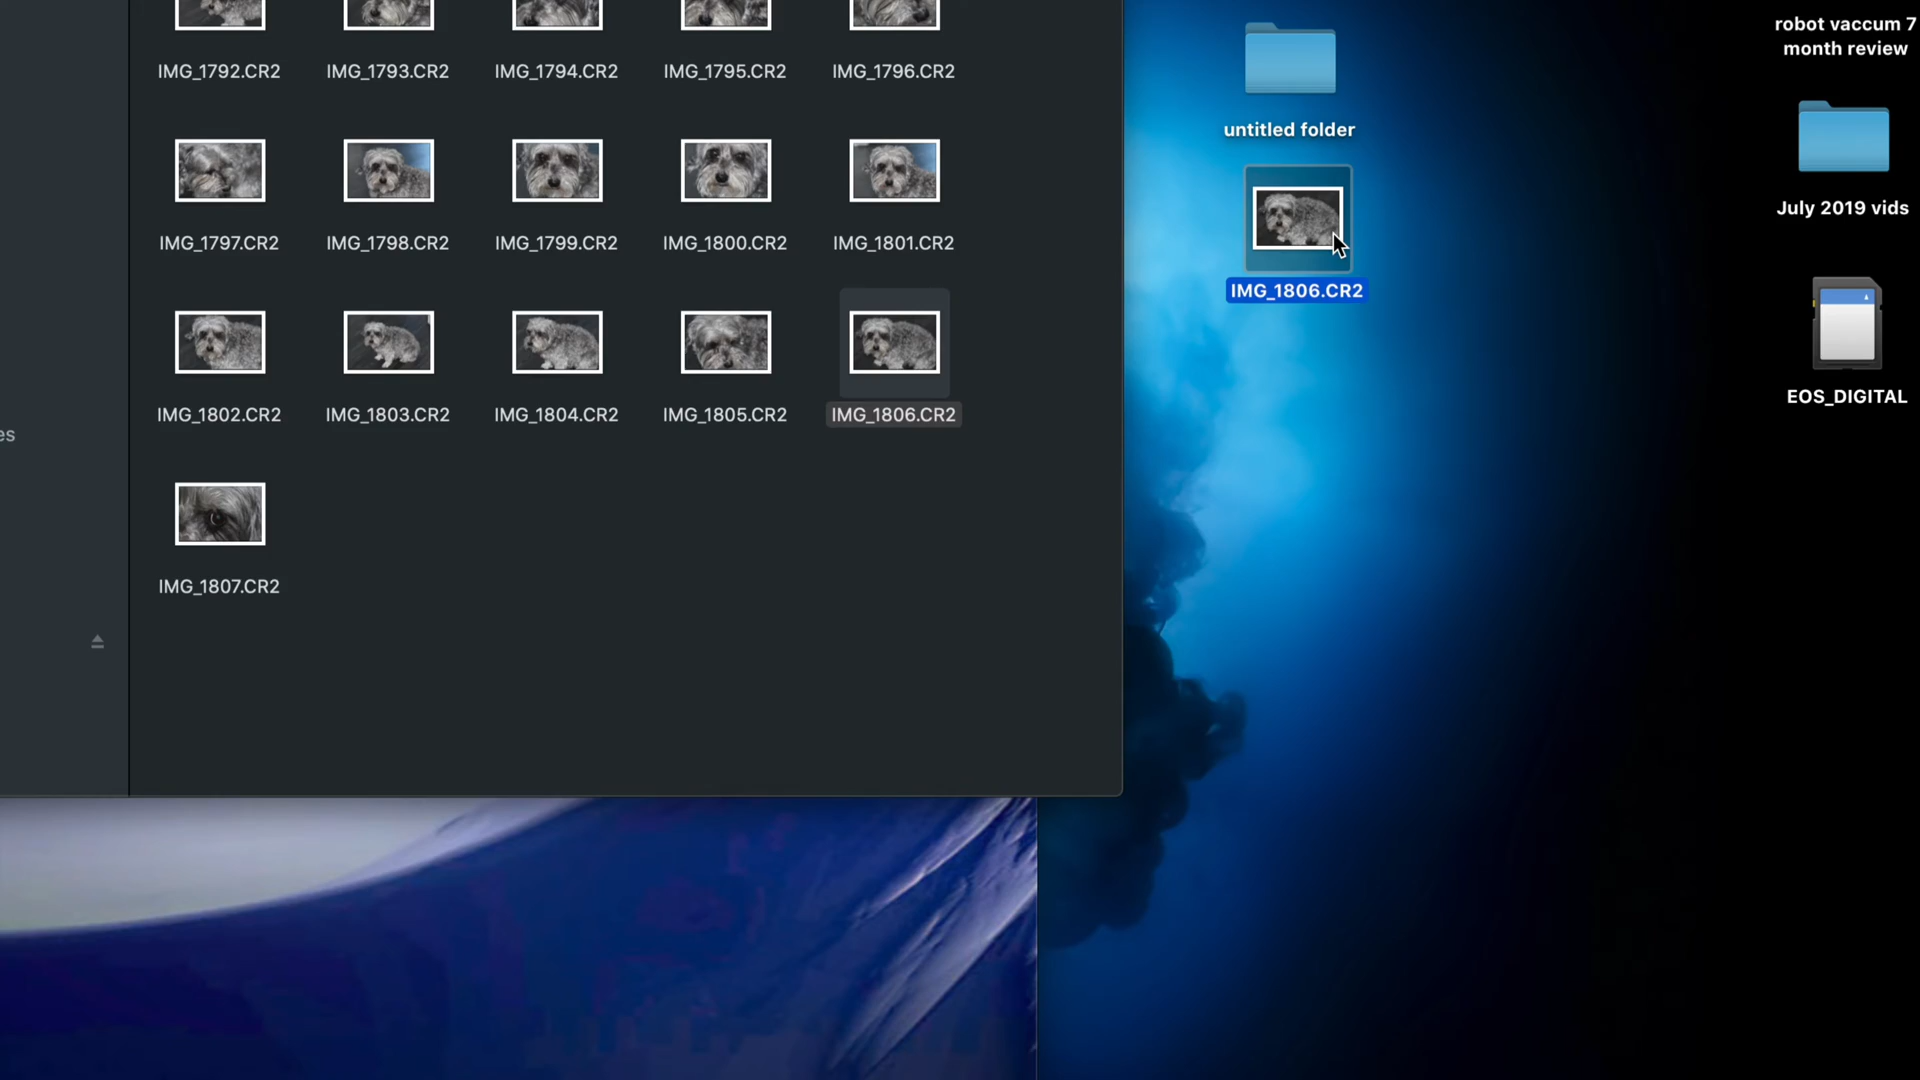 IMG_1792.CR2
IMG_1793.CR2
IMG_1794.CR2
IMG_1795.CR2
IMG_1796.CR2
IMG_1797.CR2
IMG_1798.CR2
IMG_1799.CR2
IMG_1800.CR2
IMG_1801.CR2
IMG_1802.CR2
IMG_1803.CR2
IMG_1804.CR2
IMG_1805.CR2
IMG_1806.CR2
IMG_1807.CR2
es
untitled folder
IMG_1806.CR2
robot vaccum 7
month review
July 2019 vids
EOS_DIGITAL